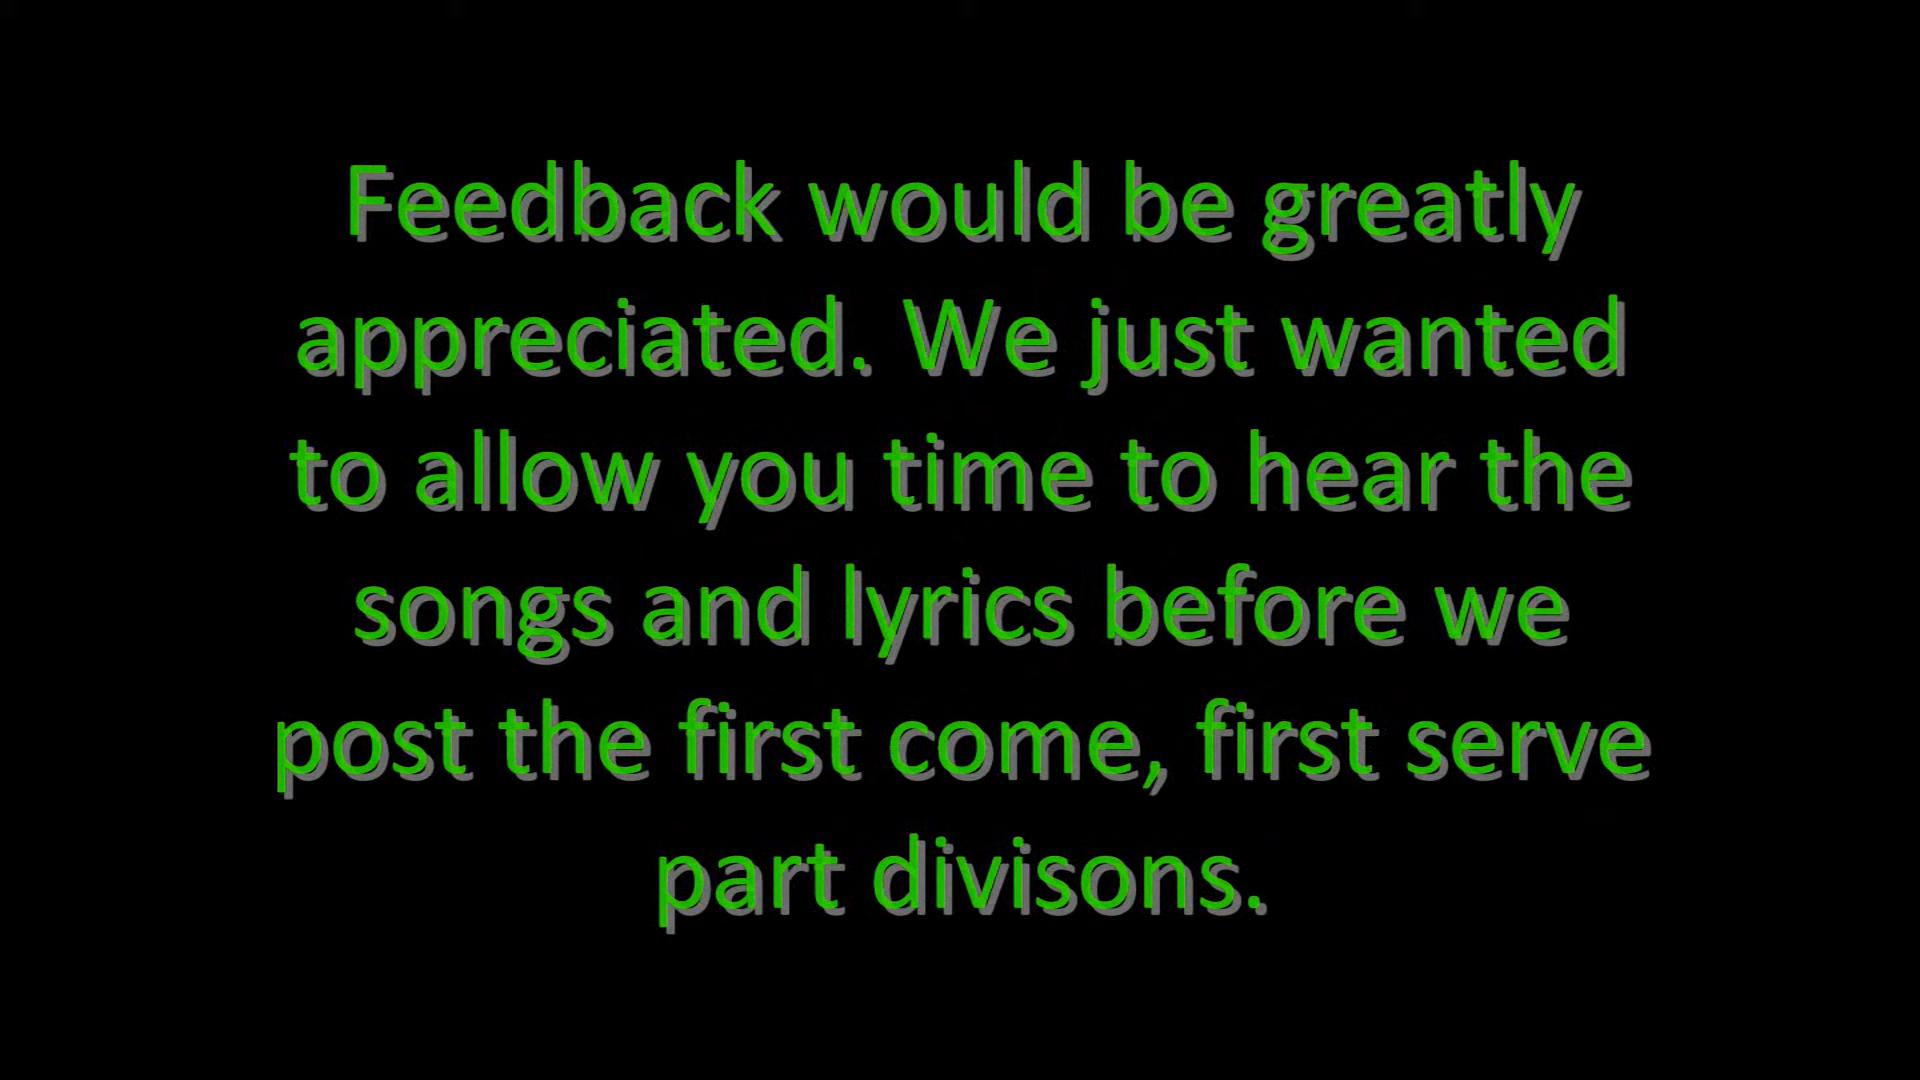 Feedback would be greatly
appreciated. We just wanted
to allow you time to hear the
songs and lyrics before we
post the first come, first serve
part divisons.